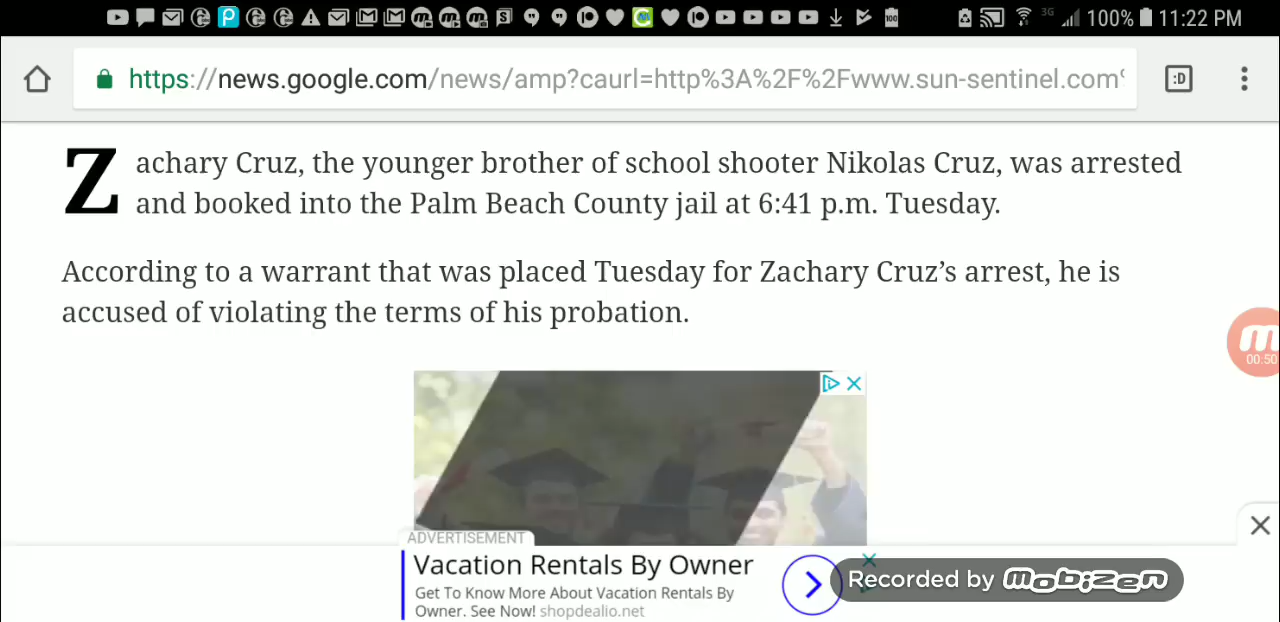 3G 100% 11:22 PM
https://news.google.com/news/amp?caurl=http%3A%2F%2Fwww.sun-sentinel.com%
:D
Zachary Cruz, the younger brother of school shooter Nikolas Cruz, was arrested
and booked into the Palm Beach County jail at 6:41 p.m. Tuesday.
According to a warrant that was placed Tuesday for Zachary Cruz’s arrest, he is
accused of violating the terms of his probation.
00:50
ADVERTISEMENT
Vacation Rentals By Owner
Get To Know More About Vacation Rentals By
Owner. See Now! shopdealio.net
Recorded by mobizen